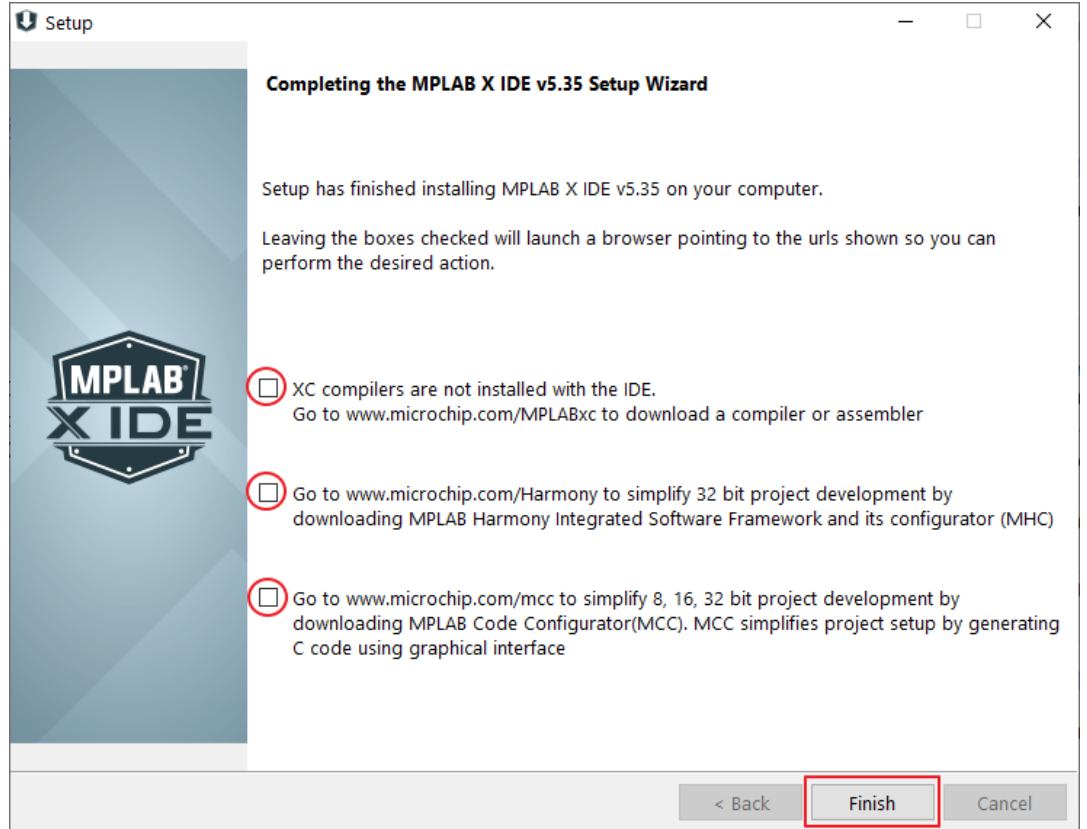 Setup
Completing the MPLAB X IDE v5.35 Setup Wizard
Setup has finished installing MPLAB X IDE v5.35 on your computer.
Leaving the boxes checked will launch a browser pointing to the urls shown so you can
perform the desired action.
MPLAB®
X IDE
XC compilers are not installed with the IDE.
Go to www.microchip.com/MPLABxc to download a compiler or assembler
Go to www.microchip.com/Harmony to simplify 32 bit project development by
downloading MPLAB Harmony Integrated Software Framework and its configurator (MHC)
Go to www.microchip.com/mcc to simplify 8, 16, 32 bit project development by
downloading MPLAB Code Configurator(MCC). MCC simplifies project setup by generating
C code using graphical interface
< Back
Finish
Cancel